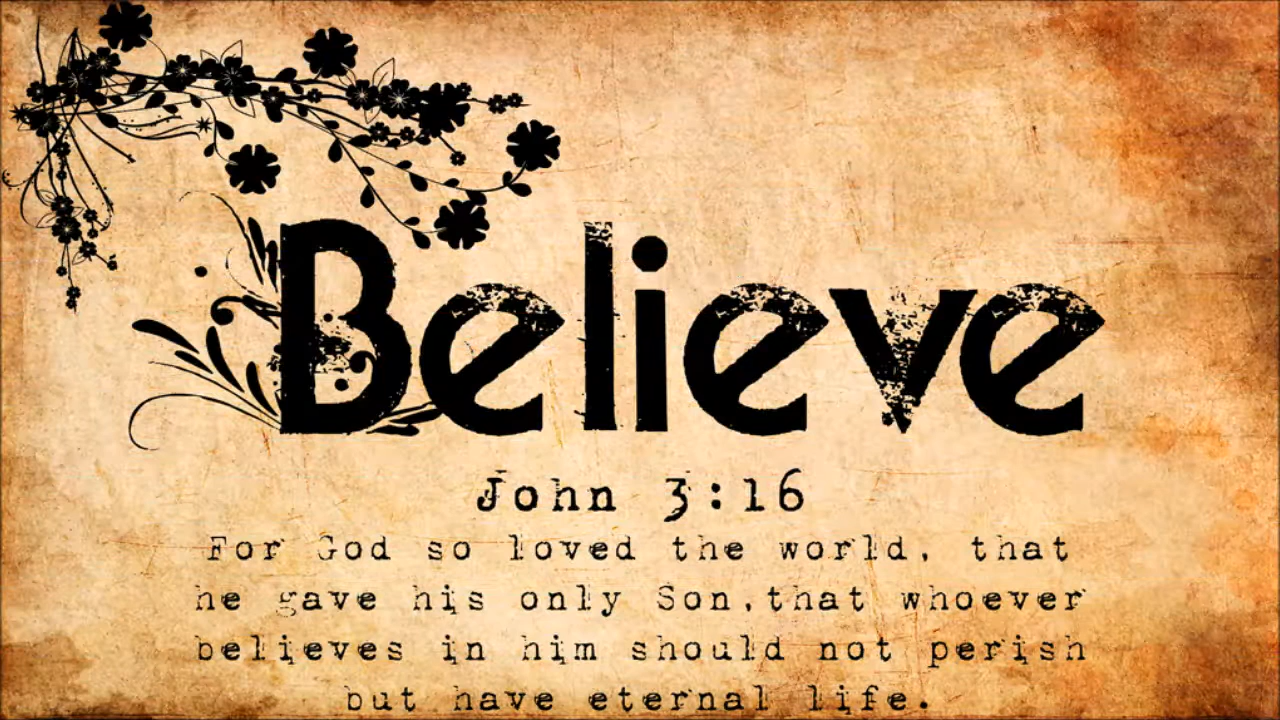 Believe
John 3:16
For God so loved the world, that
he gave his only Son,that whoever
believes in him should not perish
but have eternal life.